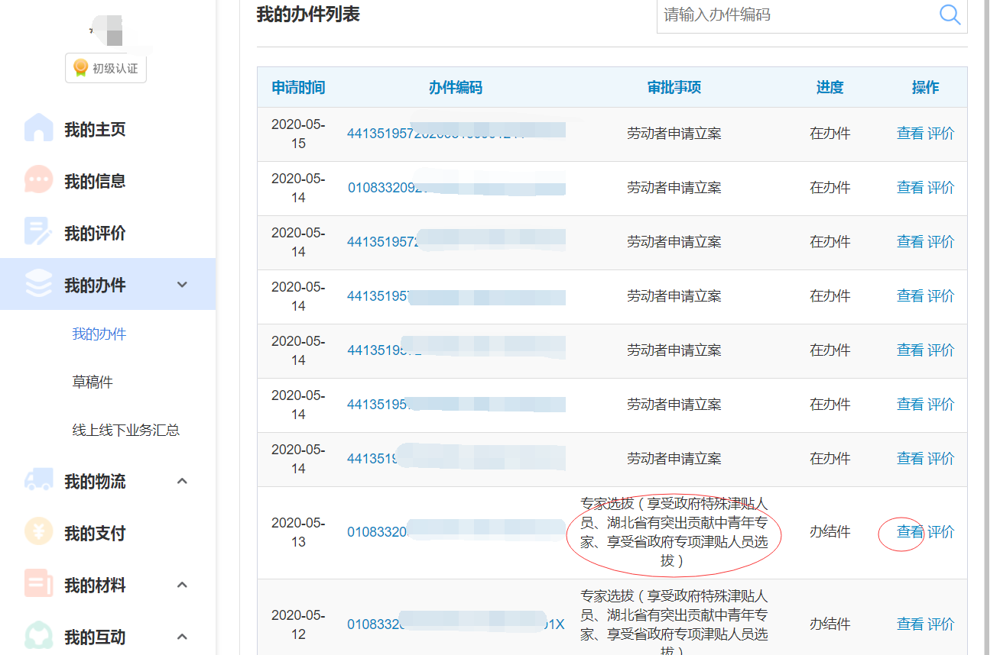 初级认证
我的主页
我的信息
我的评价
我的办件
我的办件
草稿件
线上线下业务汇总
我的物流
我的支付
我的材料
我的互动
我的办件列表
请输入办件编码
申请时间 办件编码 审批事项 进度 操作
2020-05-
15
劳动者申请立案 在办件 查看 评价
2020-05-
14
010833209 劳动者申请立案 在办件 查看 评价
2020-05-
14
441351957 劳动者申请立案 在办件 查看 评价
2020-05-
14
44135195 劳动者申请立案 在办件 查看 评价
2020-05-
14
44135195 劳动者申请立案 在办件 查看 评价
2020-05-
14
44135195 劳动者申请立案 在办件 查看 评价
2020-05-
14
4413519 劳动者申请立案 在办件 查看 评价
2020-05-
13
01083320
专家选拔（享受政府特殊津贴人
员、湖北省有突出贡献中青年专
家、享受省政府专项津贴人员选
拔）
办结件 查看 评价
2020-05-
12
0108332 01X
专家选拔（享受政府特殊津贴人
员、湖北省有突出贡献中青年专
家、享受省政府专项津贴人员选
拔）
办结件 查看 评价